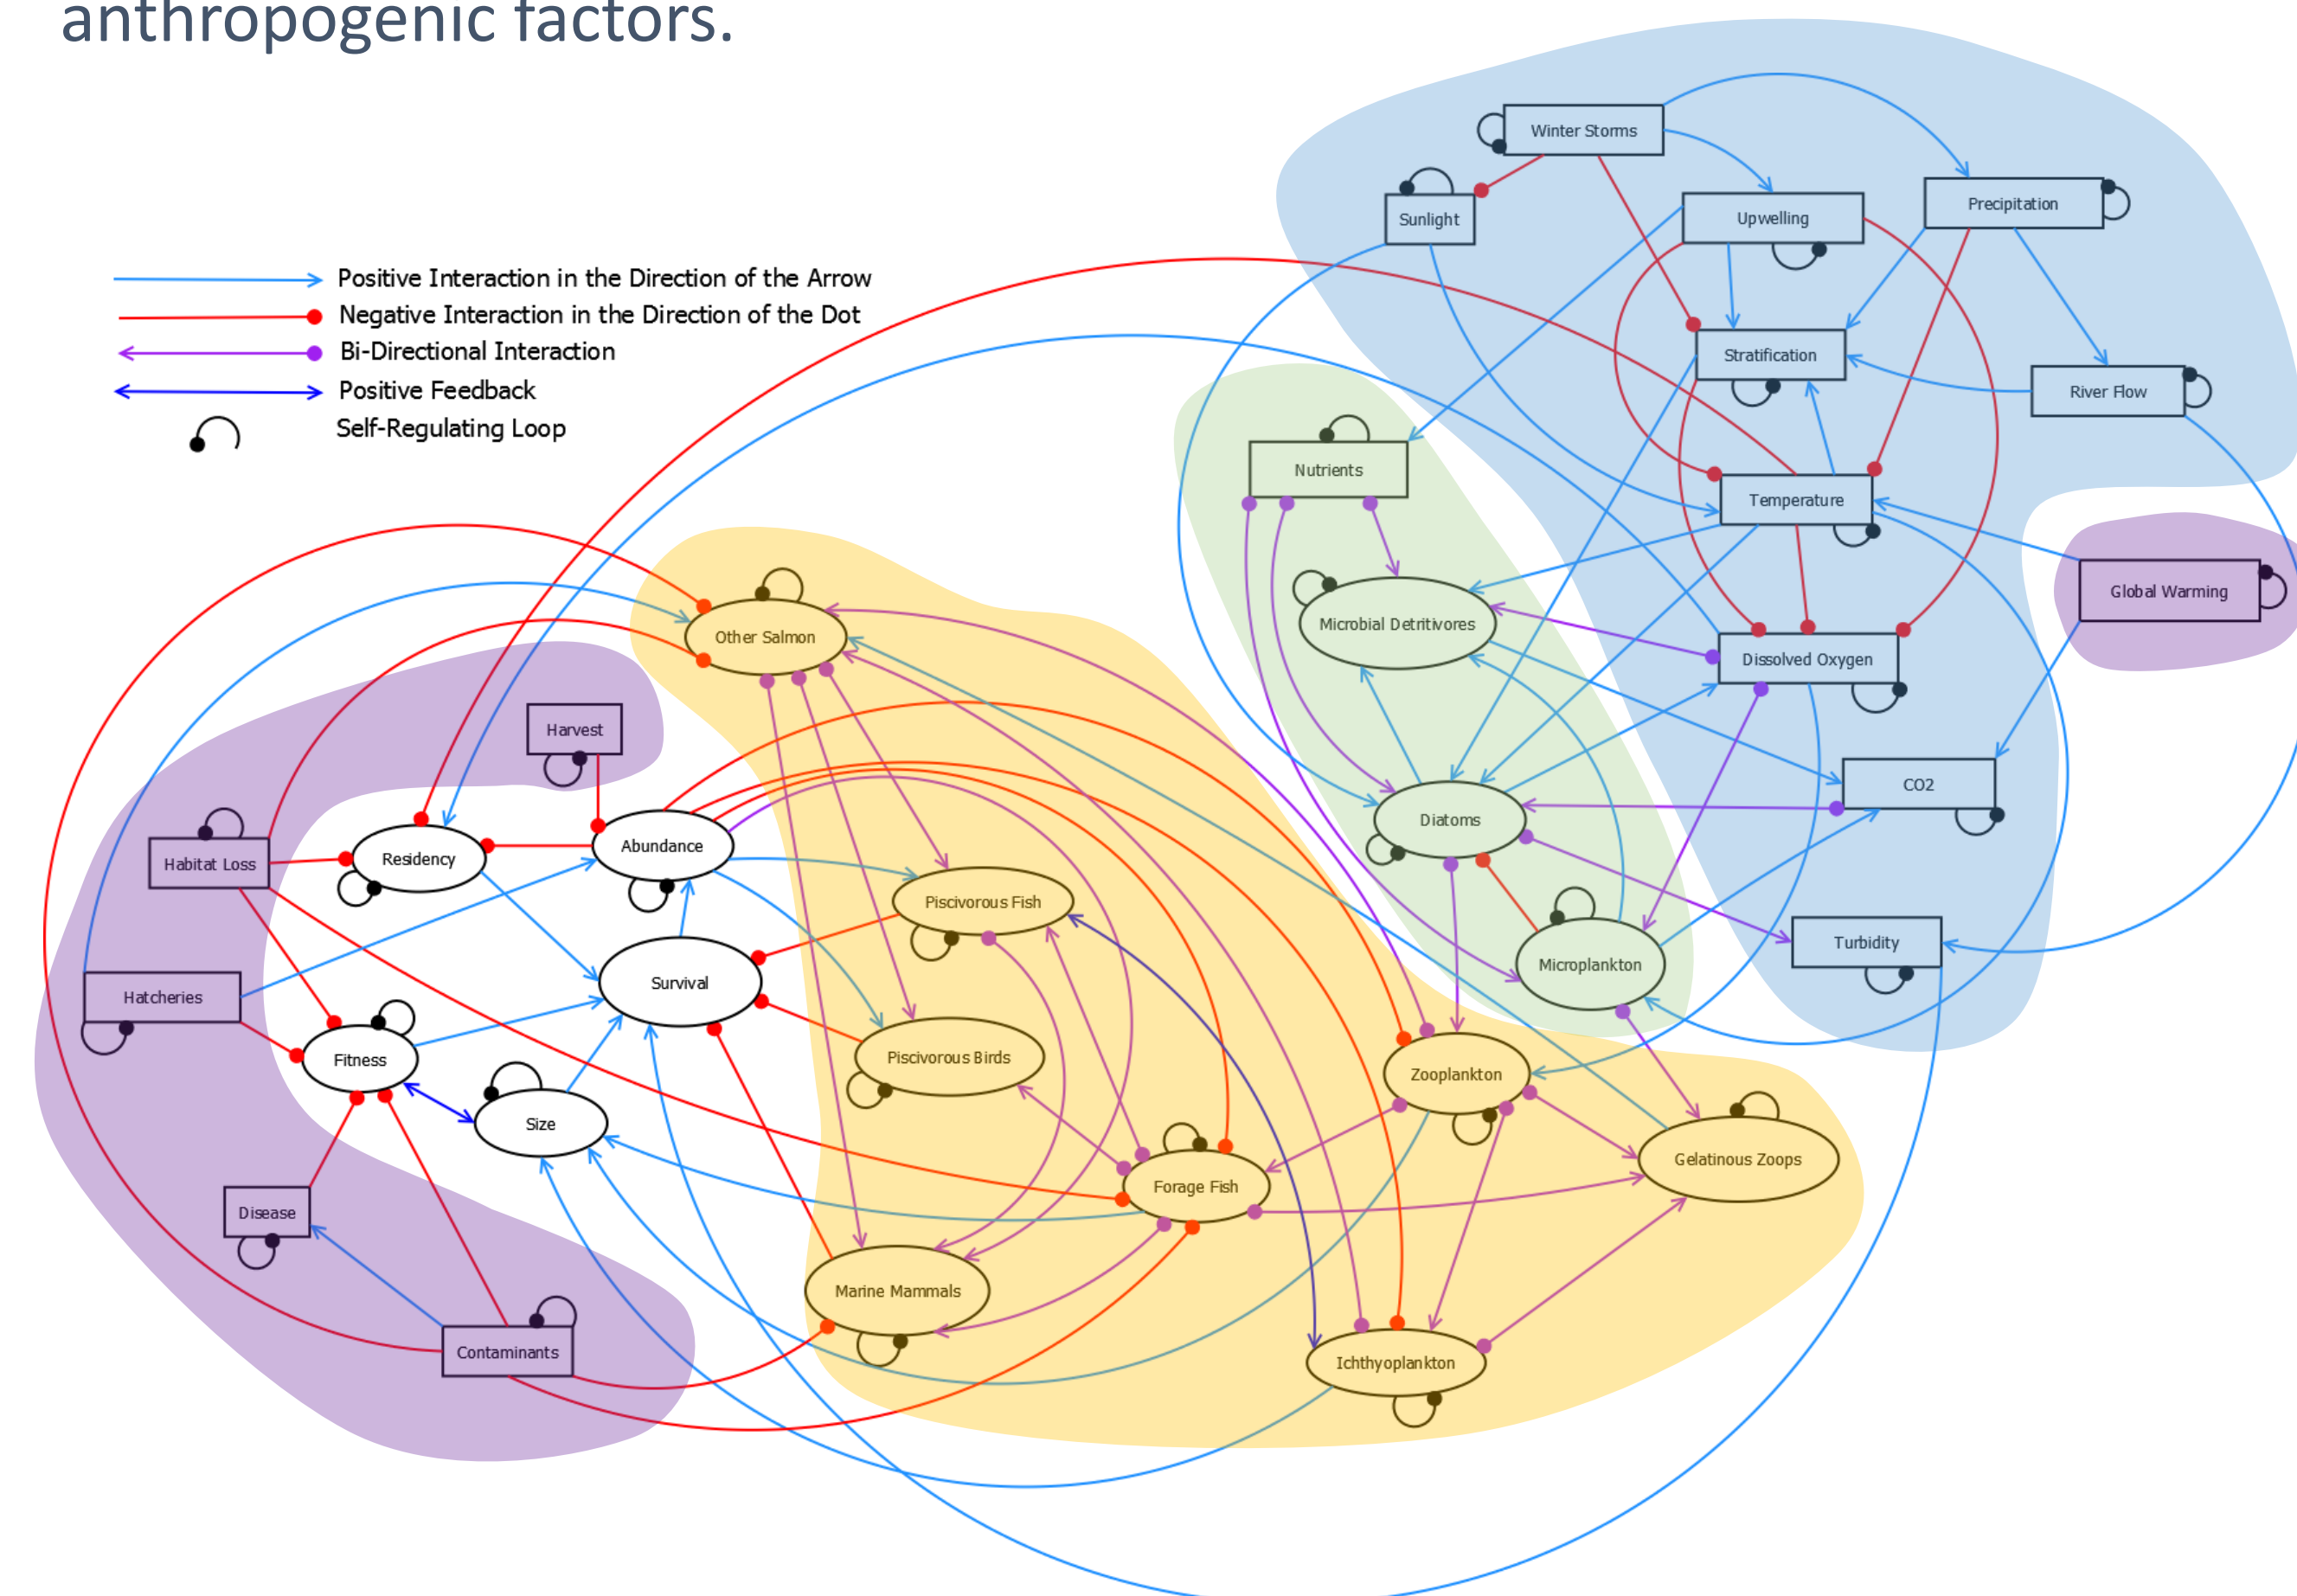 anthropogenic factors.
Positive Interaction in the Direction of the Arrow
Negative Interaction in the Direction of the Dot
Bi-Directional Interaction
Positive Feedback
Self-Regulating Loop
Winter Storms
Sunlight
Upwelling
Precipitation
Stratification
River Flow
Nutrients
Temperature
Global Warming
Microbial Detritivores
Other Salmon
Dissolved Oxygen
Harvest
CO2
Diatoms
Abundance
Residency
Habitat Loss
Piscivorous Fish
Turbidity
Microplankton
Survival
Hatcheries
Piscivorous Birds
Fitness
Zooplankton
Size
Gelatinous Zoops
Forage Fish
Disease
Marine Mammals
Contaminants
Ichthyoplankton